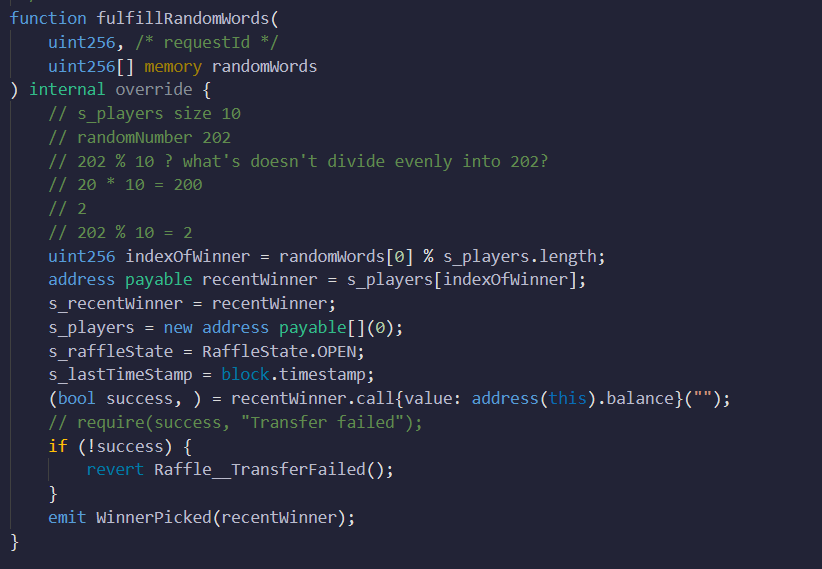 function fulfillRandomWords(
    uint256, /* requestId */
    uint256[] memory randomWords
) internal override {
    // s_players size 10
    // randomNumber 202
    // 202 % 10 ? what's doesn't divide evenly into 202?
    // 20 * 10 = 200
    // 2
    // 202 % 10 = 2
    uint256 indexOfWinner = randomWords[0] % s_players.length;
    address payable recentWinner = s_players[indexOfWinner];
    s_recentWinner = recentWinner;
    s_players = new address payable[](0);
    s_raffleState = RaffleState.OPEN;
    s_lastTimeStamp = block.timestamp;
    (bool success, ) = recentWinner.call{value: address(this).balance}("");
    // require(success, "Transfer failed");
    if (!success) {
        revert Raffle__TransferFailed();
    }
    emit WinnerPicked(recentWinner);
}